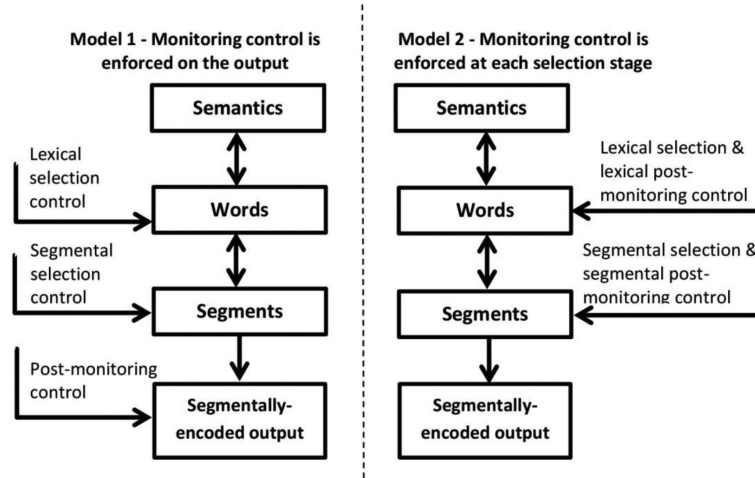 Model 1 - Monitoring control is
enforced on the output
Semantics
Lexical
selection
control
Words
Segmental
selection
control
Segments
Post-monitoring
control
Segmentally-
encoded output
Model 2 - Monitoring control is
enforced at each selection stage
Semantics
Lexical selection &
lexical post-
monitoring control
Words
Segmental selection &
segmental post-
monitoring control
Segments
Segmentally-
encoded output